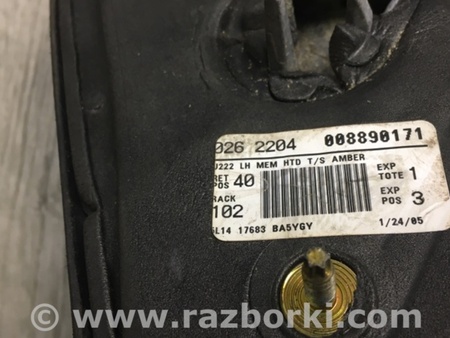 026 2204 008890171
U222 LH MEM HTD T/S AMBER
RET POS 40
EXP TOTE 1
RACK 102
EXP POS 3
5L14 17683 BA5YGY 1/24/05
© www.razborki.com